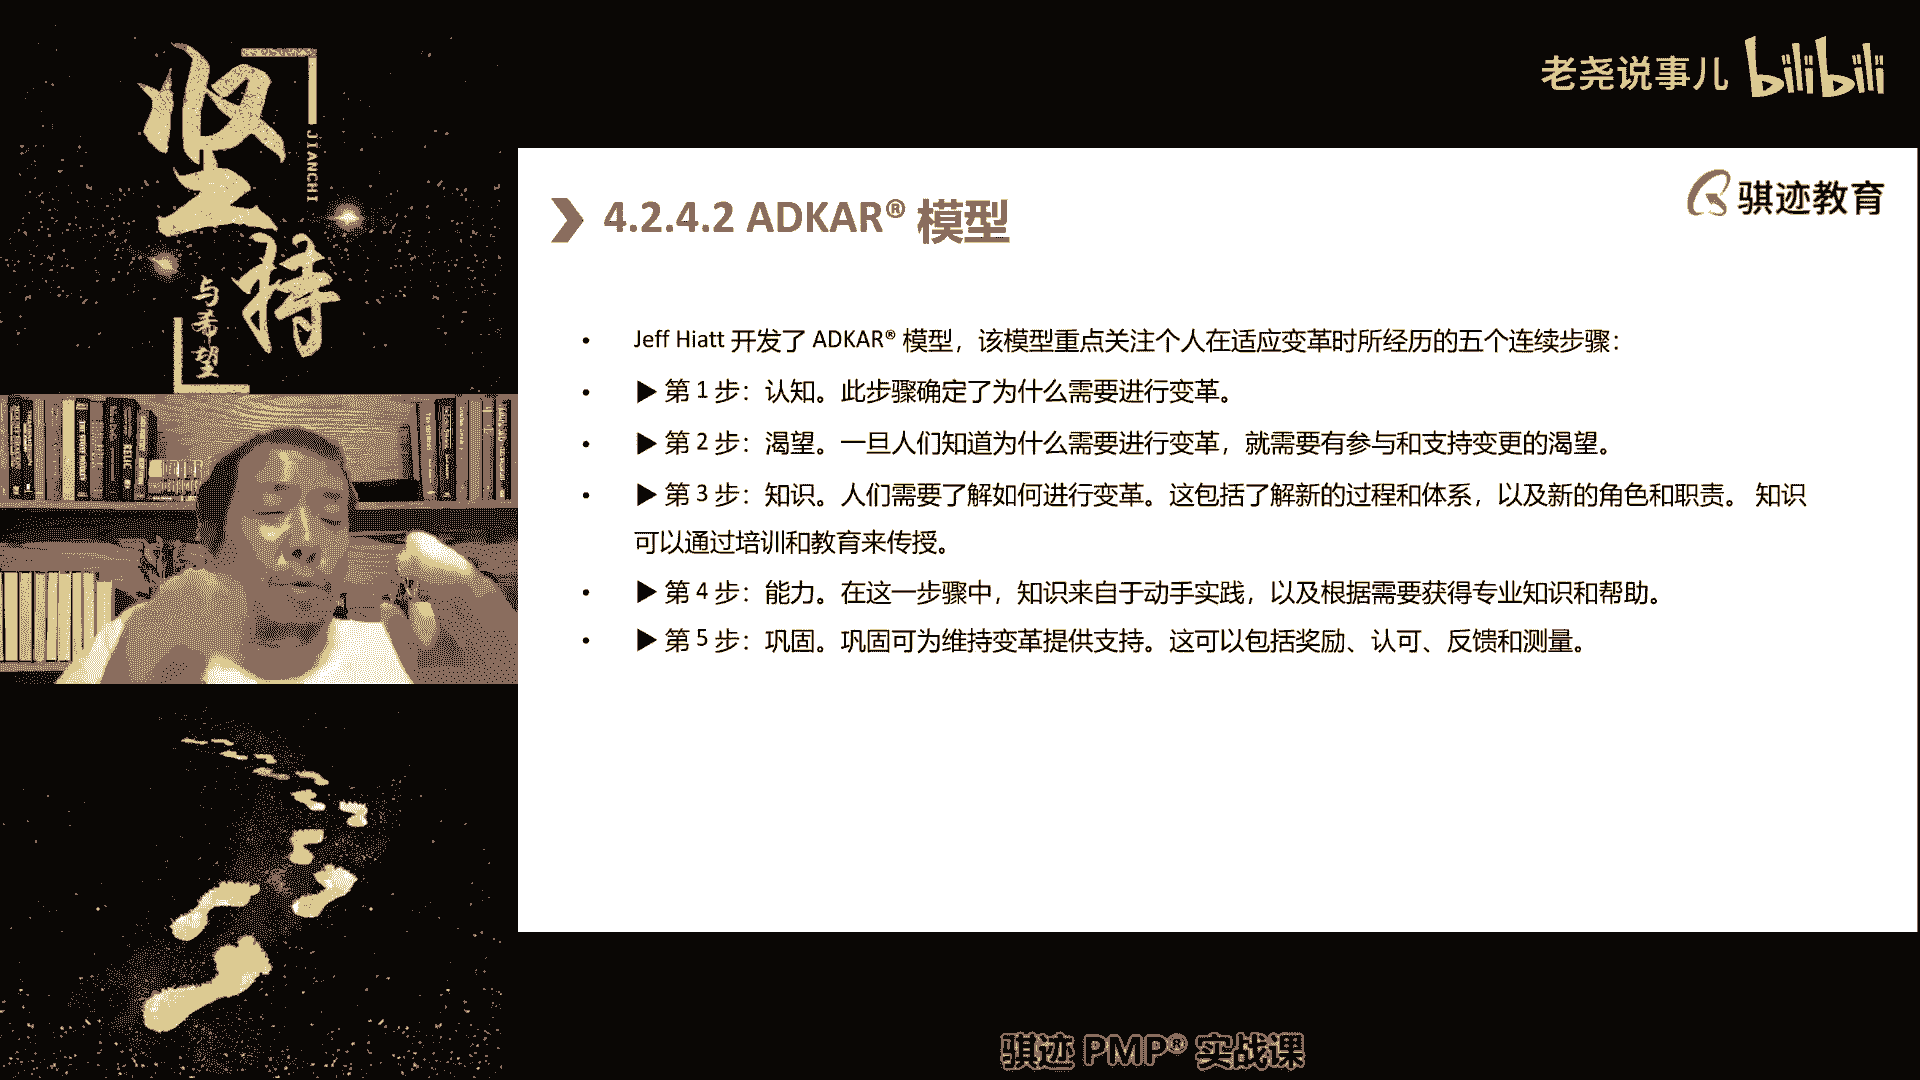 坚持
JIANCHI
与希望
老尧说事儿 bilibili
骐迹教育
4.2.4.2 ADKAR® 模型
• Jeff Hiatt 开发了 ADKAR® 模型，该模型重点关注个人在适应变革时所经历的五个连续步骤：
• ▶ 第 1 步：认知。此步骤确定了为什么需要进行变革。
• ▶ 第 2 步：渴望。一旦人们知道为什么需要进行变革，就需要有参与和支持变更的渴望。
• ▶ 第 3 步：知识。人们需要了解如何进行变革。这包括了解新的过程和体系，以及新的角色和职责。 知识
可以通过培训和教育来传授。
• ▶ 第 4 步：能力。在这一步骤中，知识来自于动手实践，以及根据需要获得专业知识和帮助。
• ▶ 第 5 步：巩固。巩固可为维持变革提供支持。这可以包括奖励、认可、反馈和测量。
骐迹 PMP® 实战课